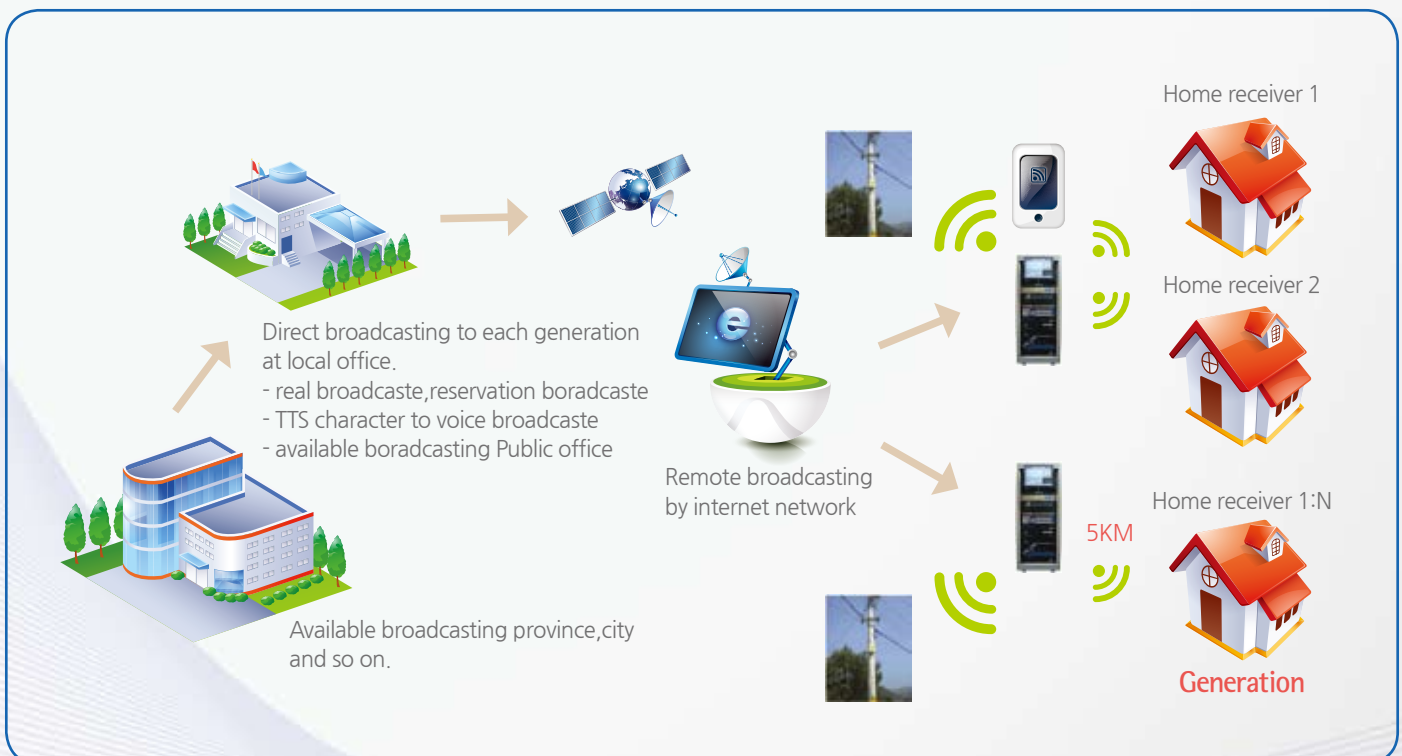 Direct broadcasting to each generation
at local office.
- real broadcaste,reservation boradcaste
- TTS character to voice broadcaste
- available boradcasting Public office
Available broadcasting province,city
and so on.
Remote broadcasting
by internet network
Home receiver 1
Home receiver 2
Home receiver 1:N
5KM
Generation